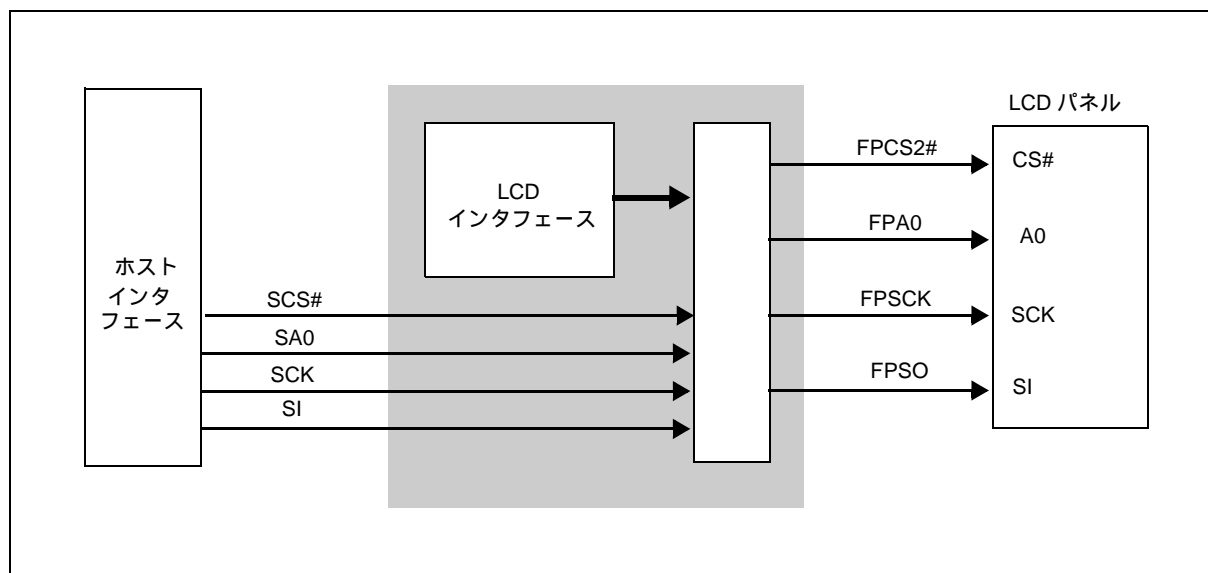 LCD パネル
FPCS2#
CS#
LCD
インタフェース
FPA0
A0
ホスト
インタ
フェース
SCS#
FPSCK
SCK
SA0
SCK
FPSO
SI
SI